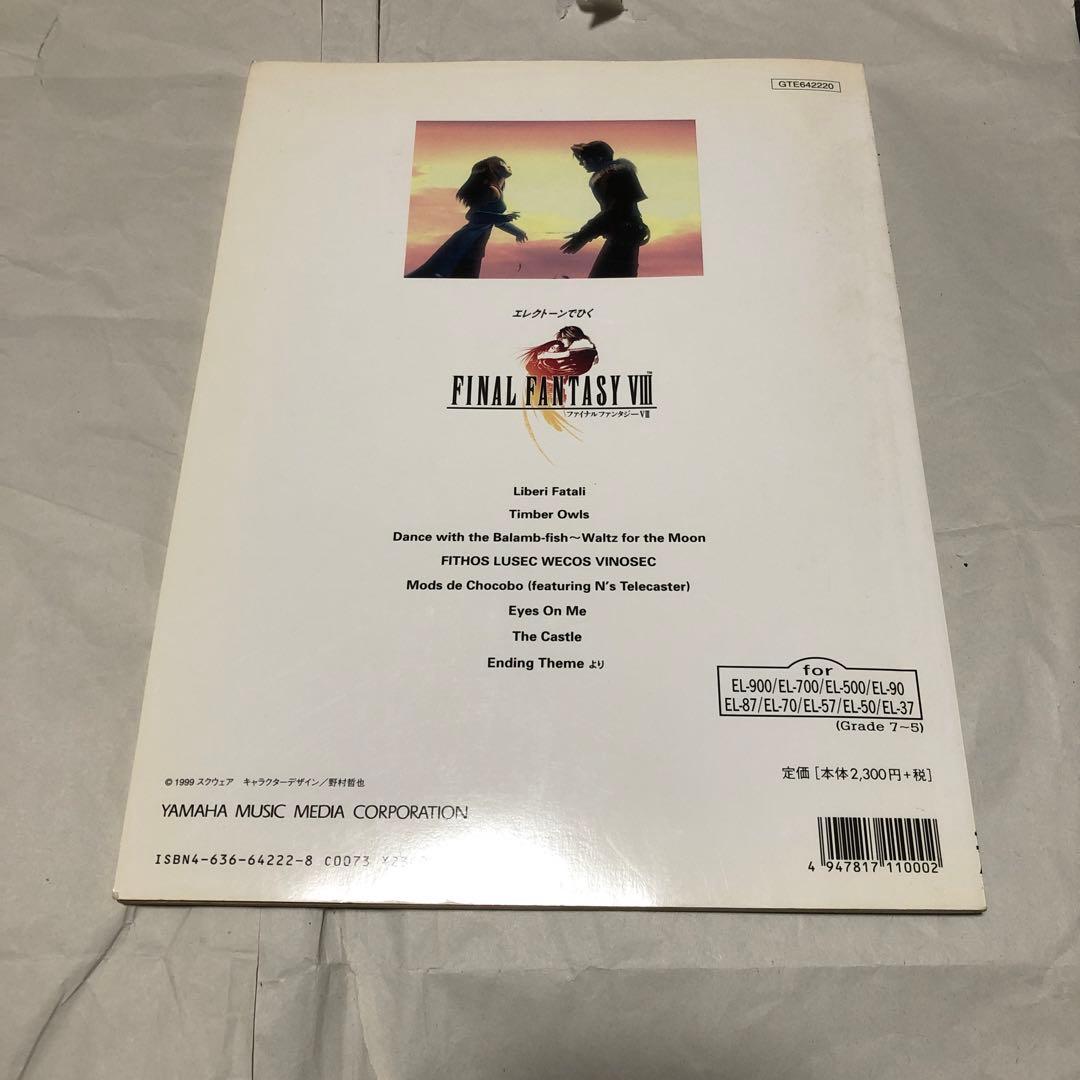 GTE642220
エレクトーンでひく
FINAL FANTASY VIII™
ファイナルファンタジーVIII
Liberi Fatali
Timber Owls
Dance with the Balamb-fish〜Waltz for the Moon
FITHOS LUSEC WECOS VINOSEC
Mods de Chocobo (featuring N's Telecaster)
Eyes On Me
The Castle
Ending Theme より
for
EL-900/EL-700/EL-500/EL-90
EL-87/EL-70/EL-57/EL-50/EL-37
(Grade 7〜5)
定価[本体2,300円+税]
© 1999 スクウェア キャラクターデザイン/野村哲也
YAMAHA MUSIC MEDIA CORPORATION
ISBN4-636-64222-8 C0073
4 947817 110002